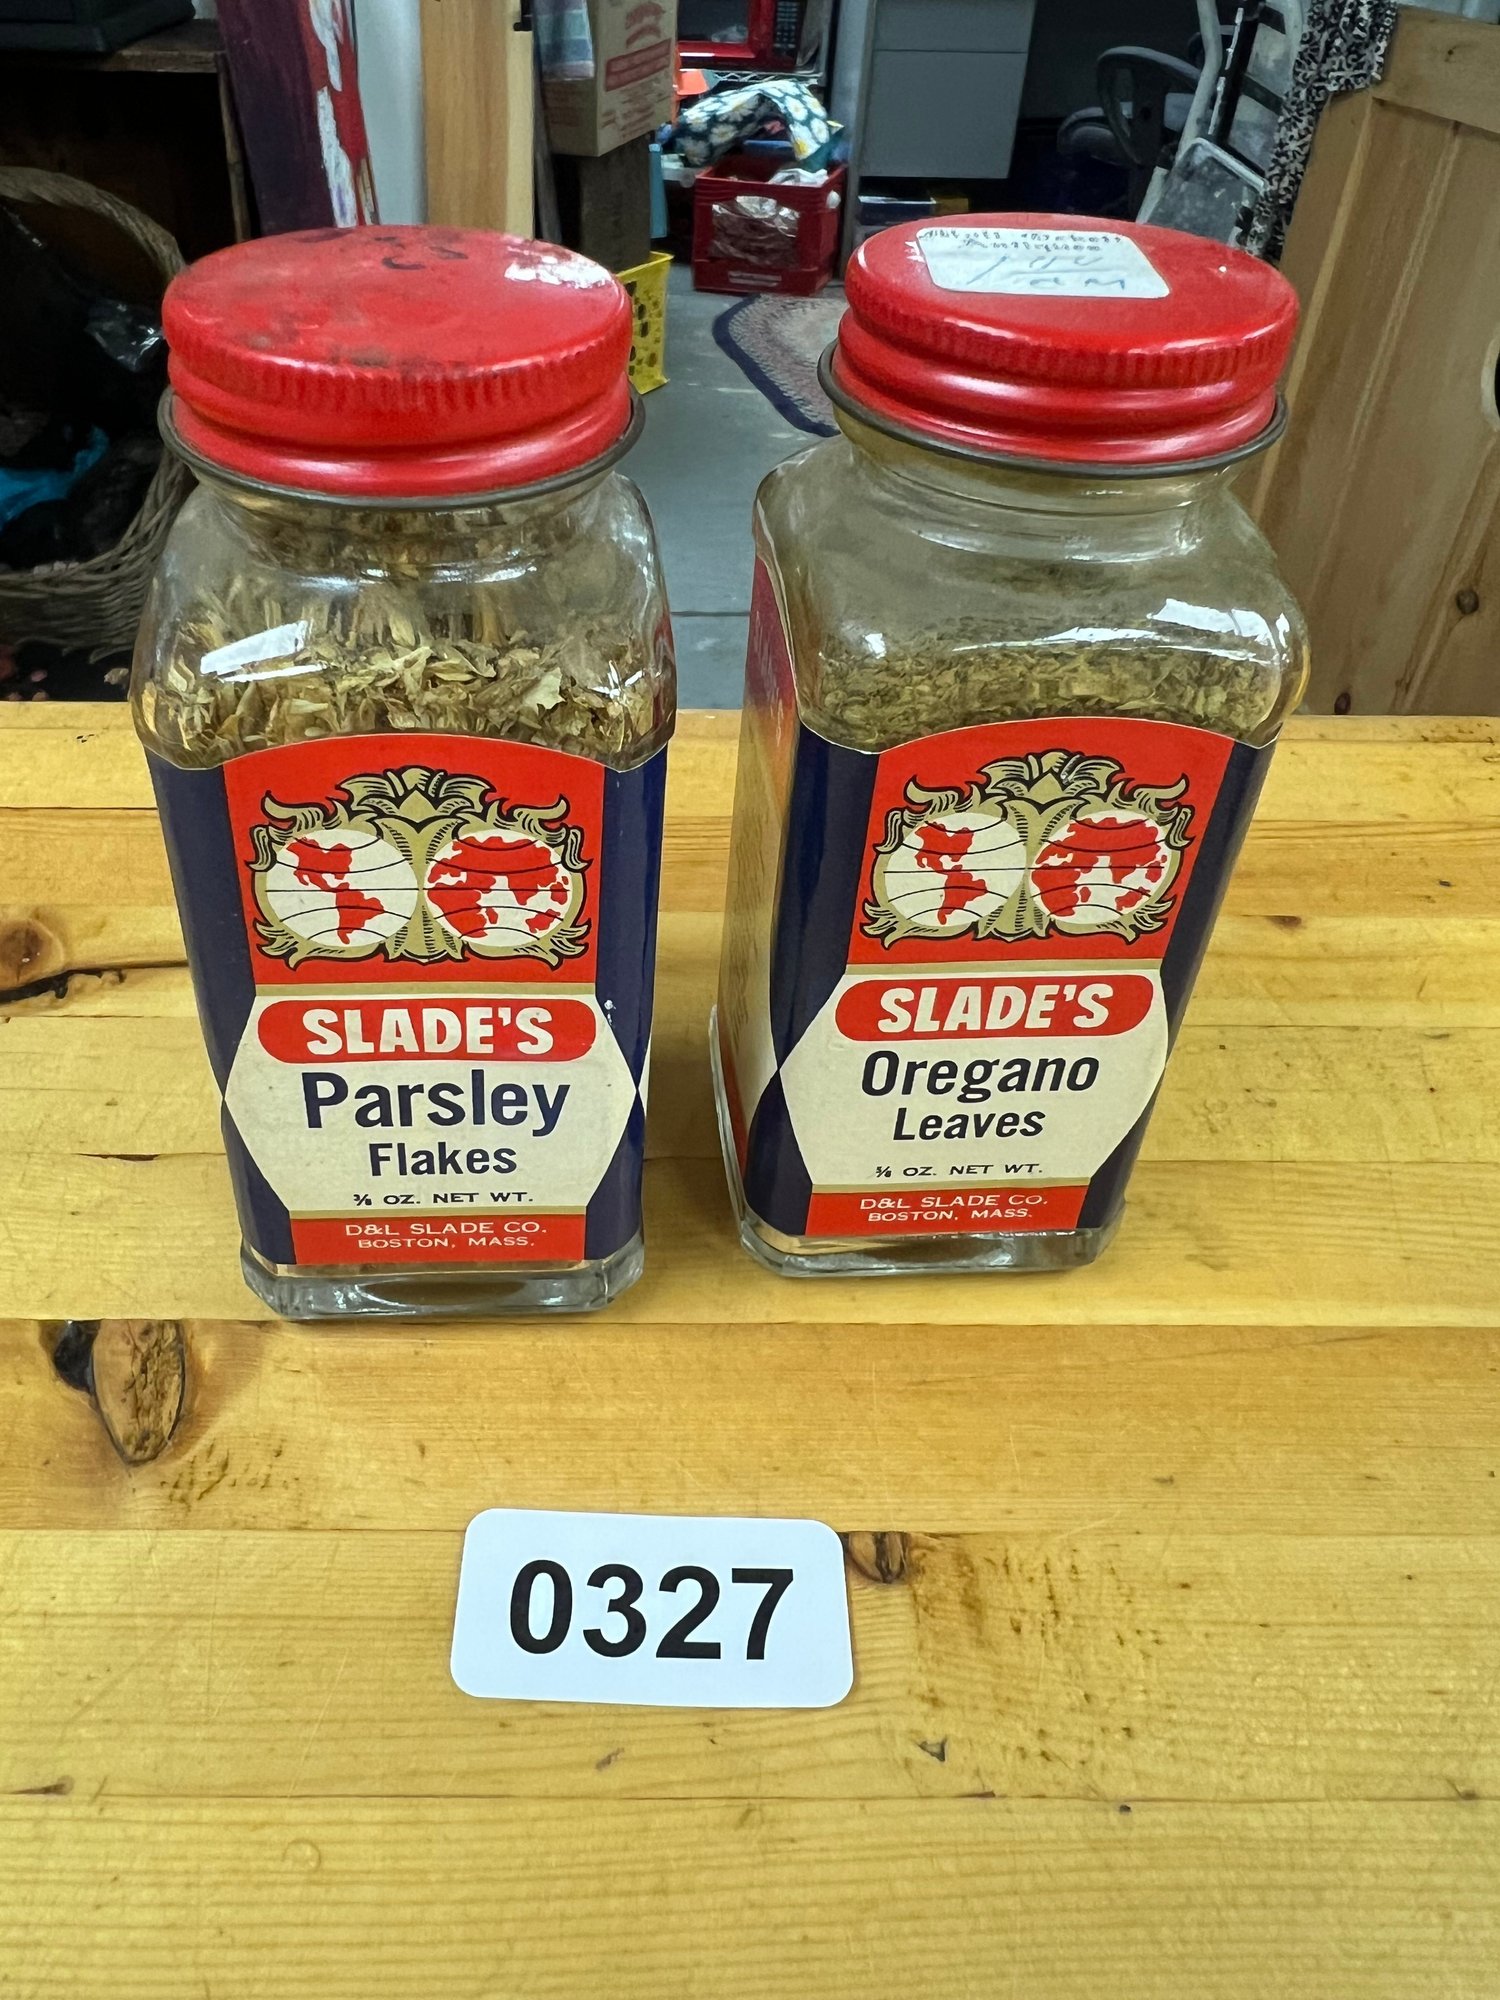 SLADE'S
Parsley
Flakes
⅜ OZ. NET WT.
D&L SLADE CO.
BOSTON, MASS.
SLADE'S
Oregano
Leaves
⅝ OZ. NET WT.
D&L SLADE CO.
BOSTON, MASS.
0327